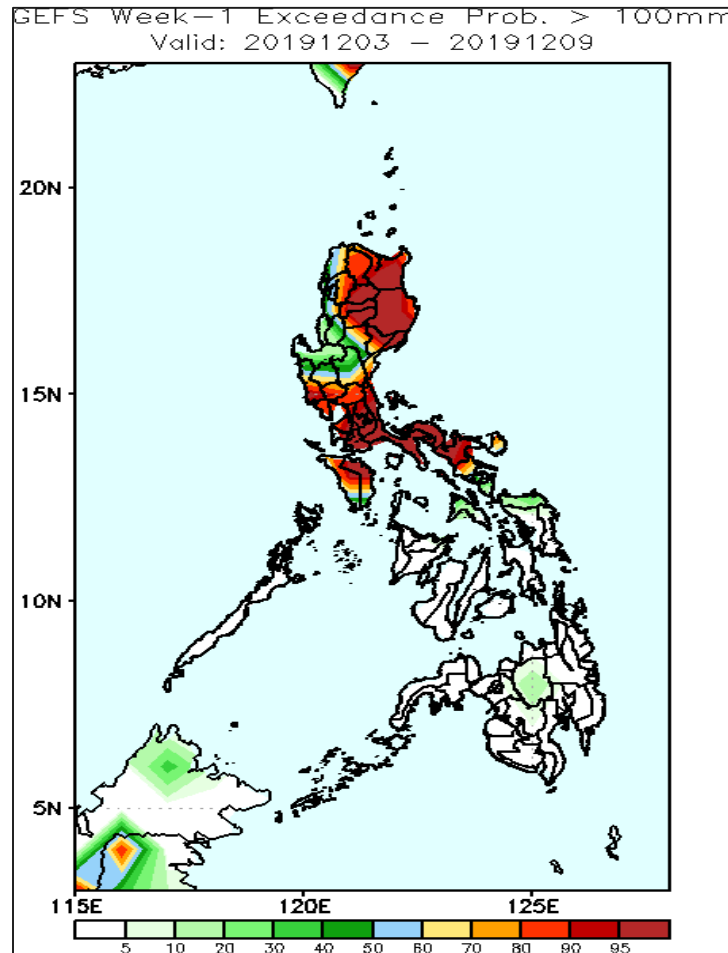 GEFS Week-1 Exceedance Prob. > 100mm
Valid: 20191203 - 20191209
20N
15N
10N
5N
115E 120E 125E
5 10 20 30 40 50 60 70 80 90 95